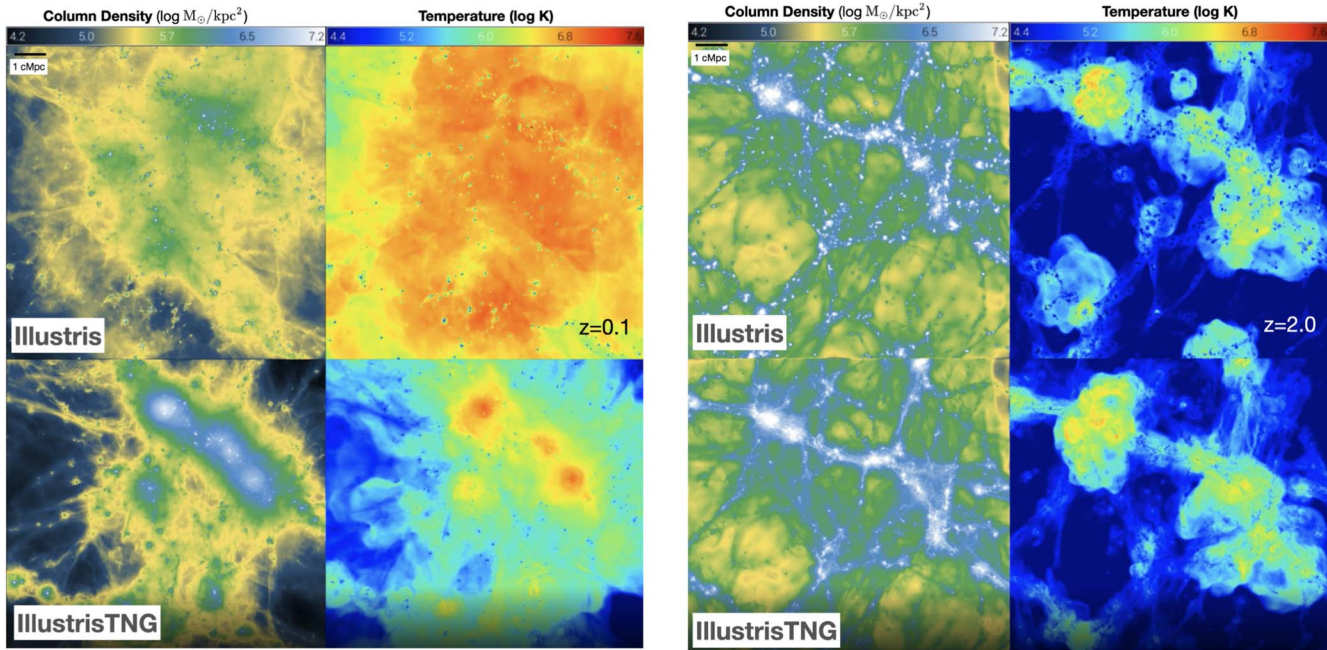 Column Density (log M⊙/kpc²) Temperature (log K)
4.2 5.0 5.7 6.5 7.2 4.4 5.2 6.0 6.8 7.6
1 cMpc
Illustris
z=0.1
IllustrisTNG
Column Density (log M⊙/kpc²) Temperature (log K)
4.2 5.0 5.7 6.5 7.2 4.4 5.2 6.0 6.8 7.6
1 cMpc
Illustris
z=2.0
IllustrisTNG